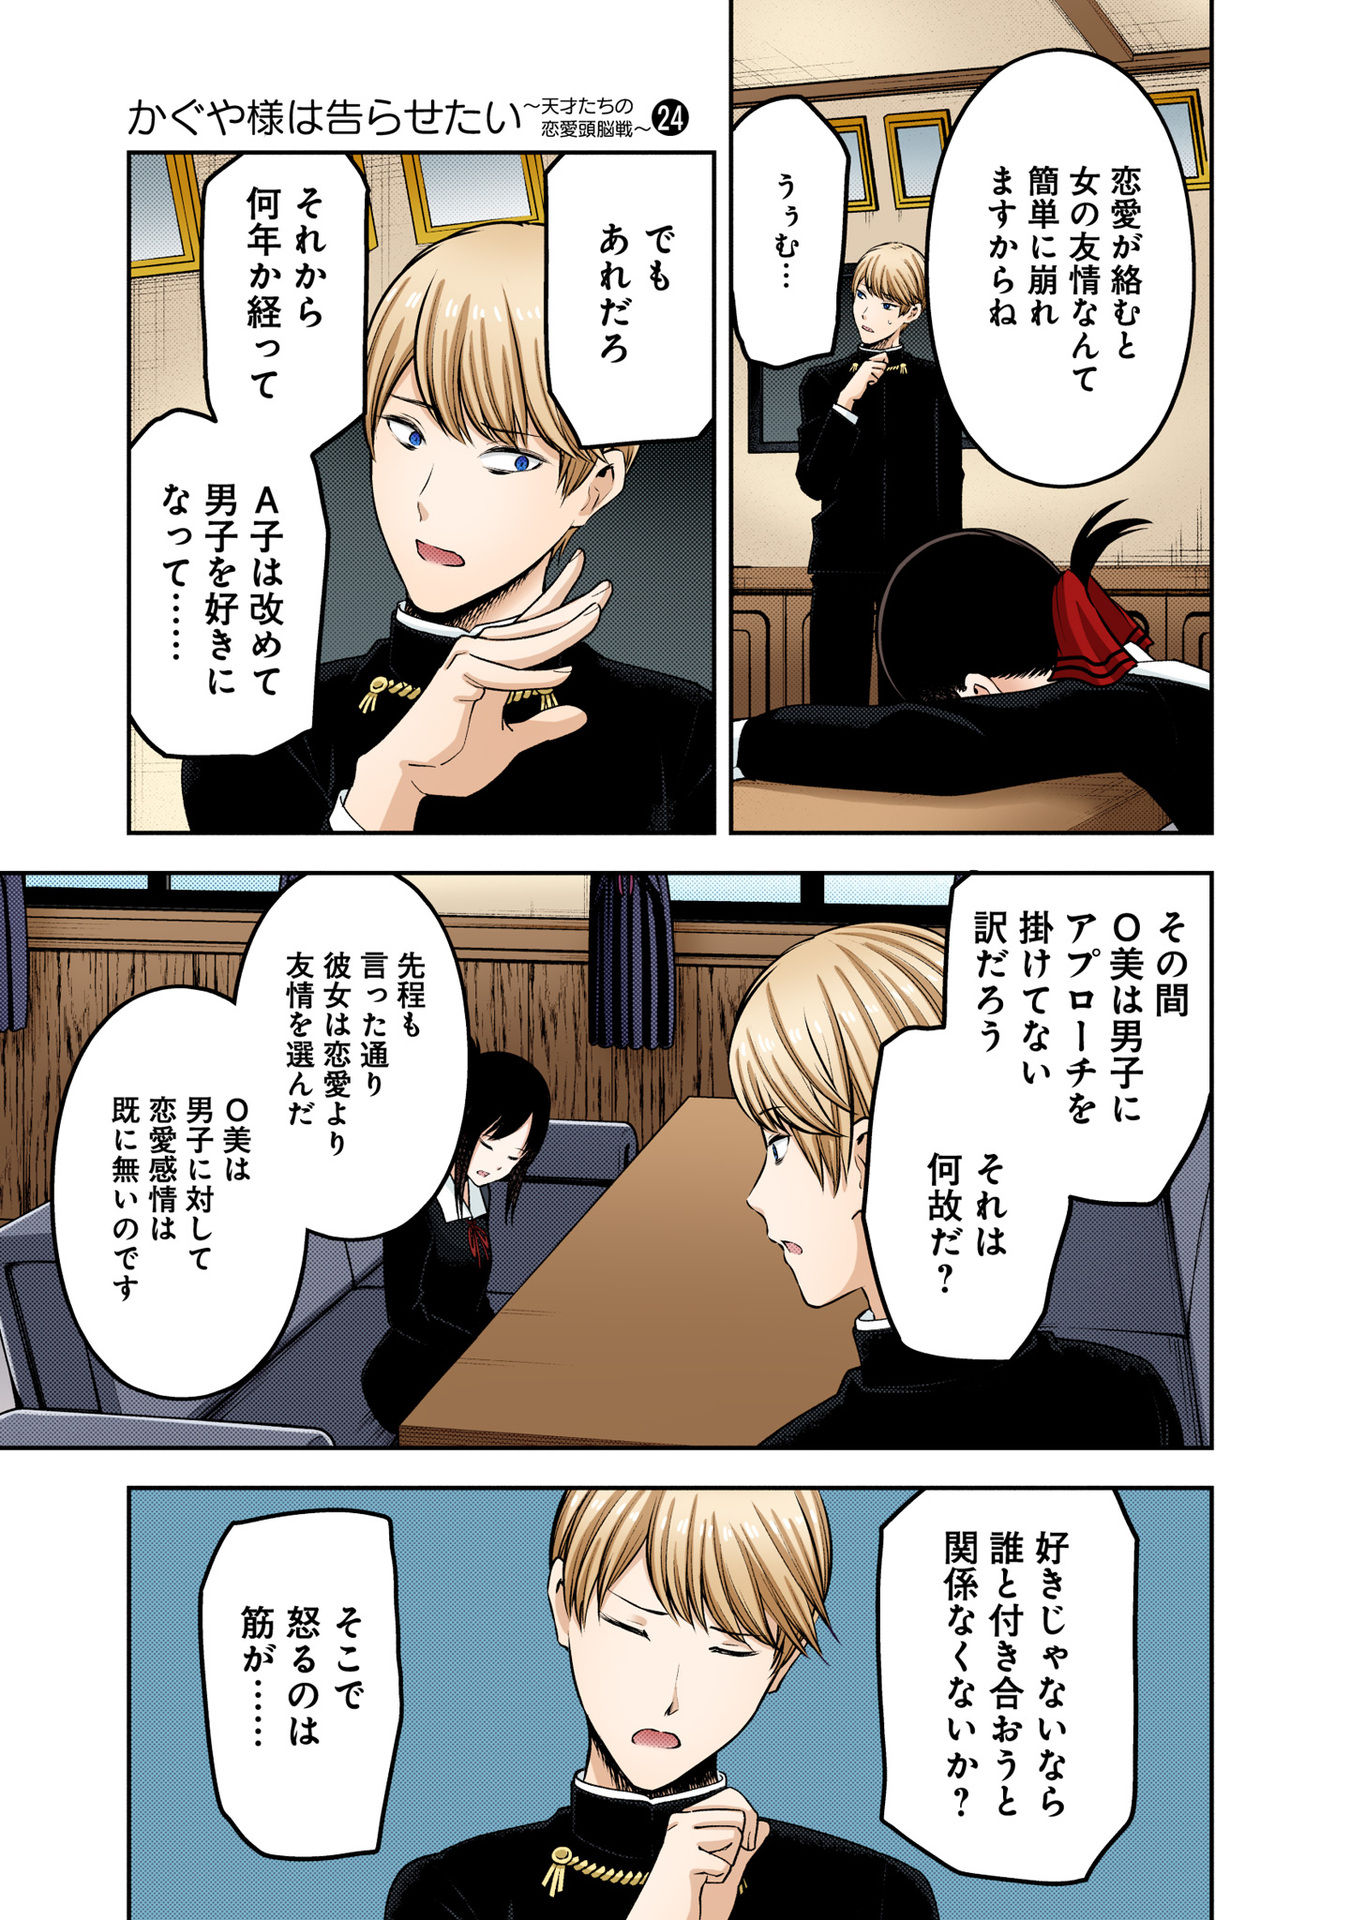 かぐや様は告らせたい
~天才たちの
恋愛頭脳戦~
24
恋愛が絡むと
女の友情なんて
簡単に崩れ
ますからね
うぅむ…
でも
あれだろ
それから
何年か経って
A子は改めて
男子を好きに
なって……
その間
O美は男子に
アプローチを
掛けてない
訳だろう
それは
何故だ?
先程も
言った通り
彼女は恋愛より
友情を選んだ
O美は
男子に対して
恋愛感情は
既に無いのです
好きじゃないなら
誰と付き合おうと
関係なくないか?
そこで
怒るのは
筋が……